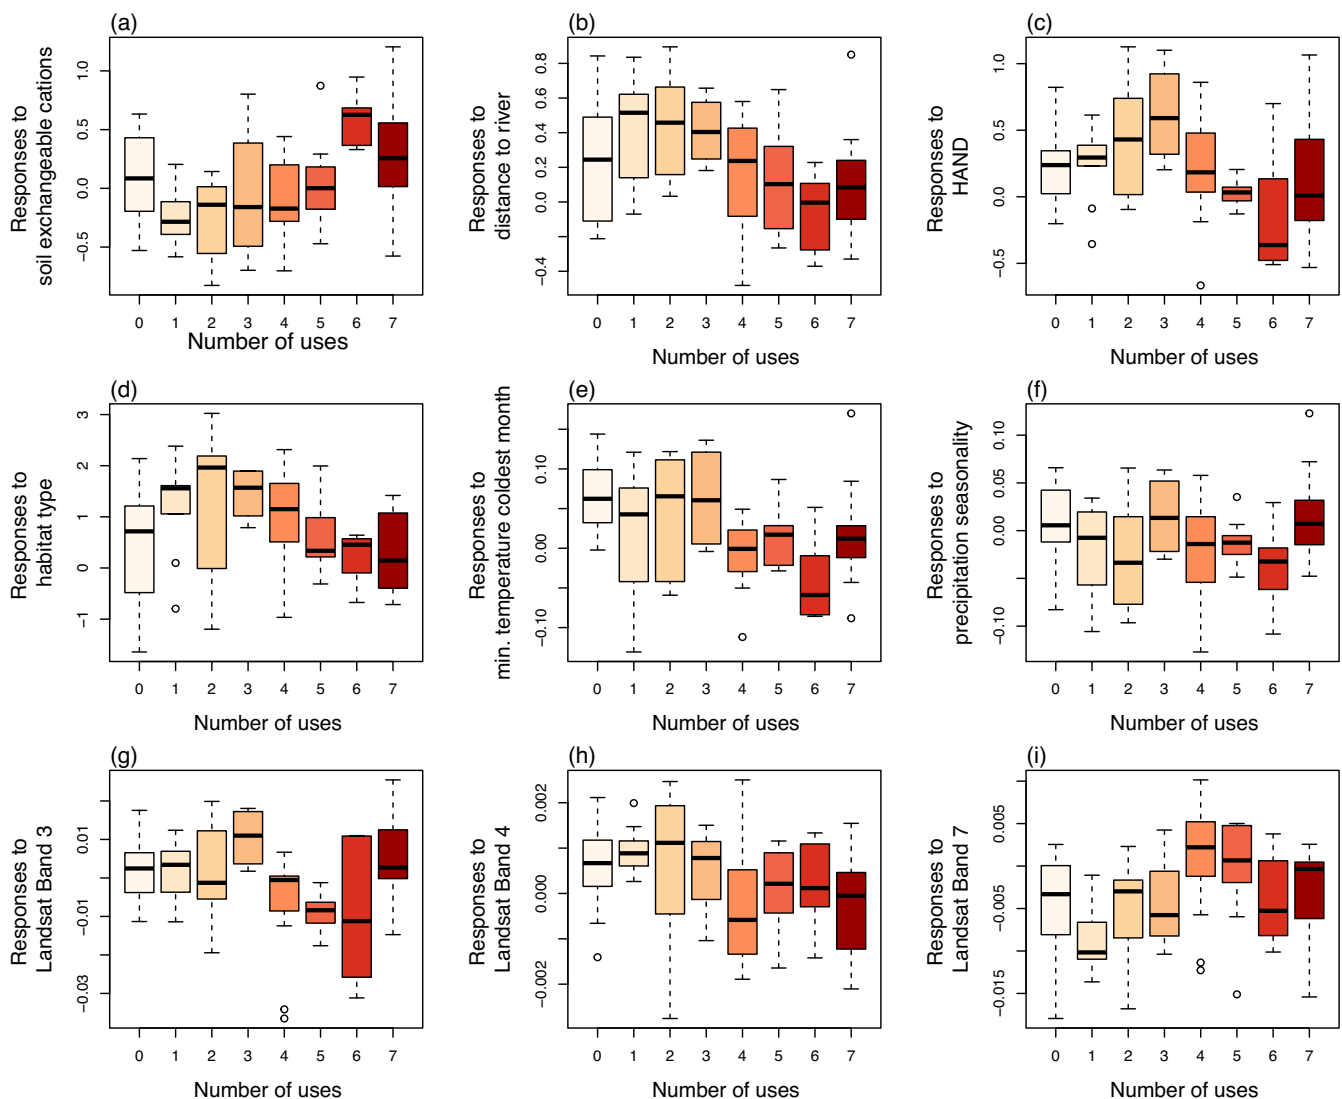 (a)
Responses to
soil exchangeable cations
1.0
0.5
0.0
−0.5
0 1 2 3 4 5 6 7
Number of uses
(b)
Responses to
distance to river
0.8
0.6
0.4
0.2
0.0
−0.4
0 1 2 3 4 5 6 7
Number of uses
(c)
Responses to
HAND
1.0
0.5
0.0
−0.5
0 1 2 3 4 5 6 7
Number of uses
(d)
Responses to
habitat type
3
2
1
0
−1
0 1 2 3 4 5 6 7
Number of uses
(e)
Responses to
min. temperature coldest month
0.10
0.00
−0.10
0 1 2 3 4 5 6 7
Number of uses
(f)
Responses to
precipitation seasonality
0.10
0.05
0.00
−0.10
0 1 2 3 4 5 6 7
Number of uses
(g)
Responses to
Landsat Band 3
0.01
−0.01
−0.03
0 1 2 3 4 5 6 7
Number of uses
(h)
Responses to
Landsat Band 4
0.002
0.000
−0.002
0 1 2 3 4 5 6 7
Number of uses
(i)
Responses to
Landsat Band 7
0.005
−0.005
−0.015
0 1 2 3 4 5 6 7
Number of uses